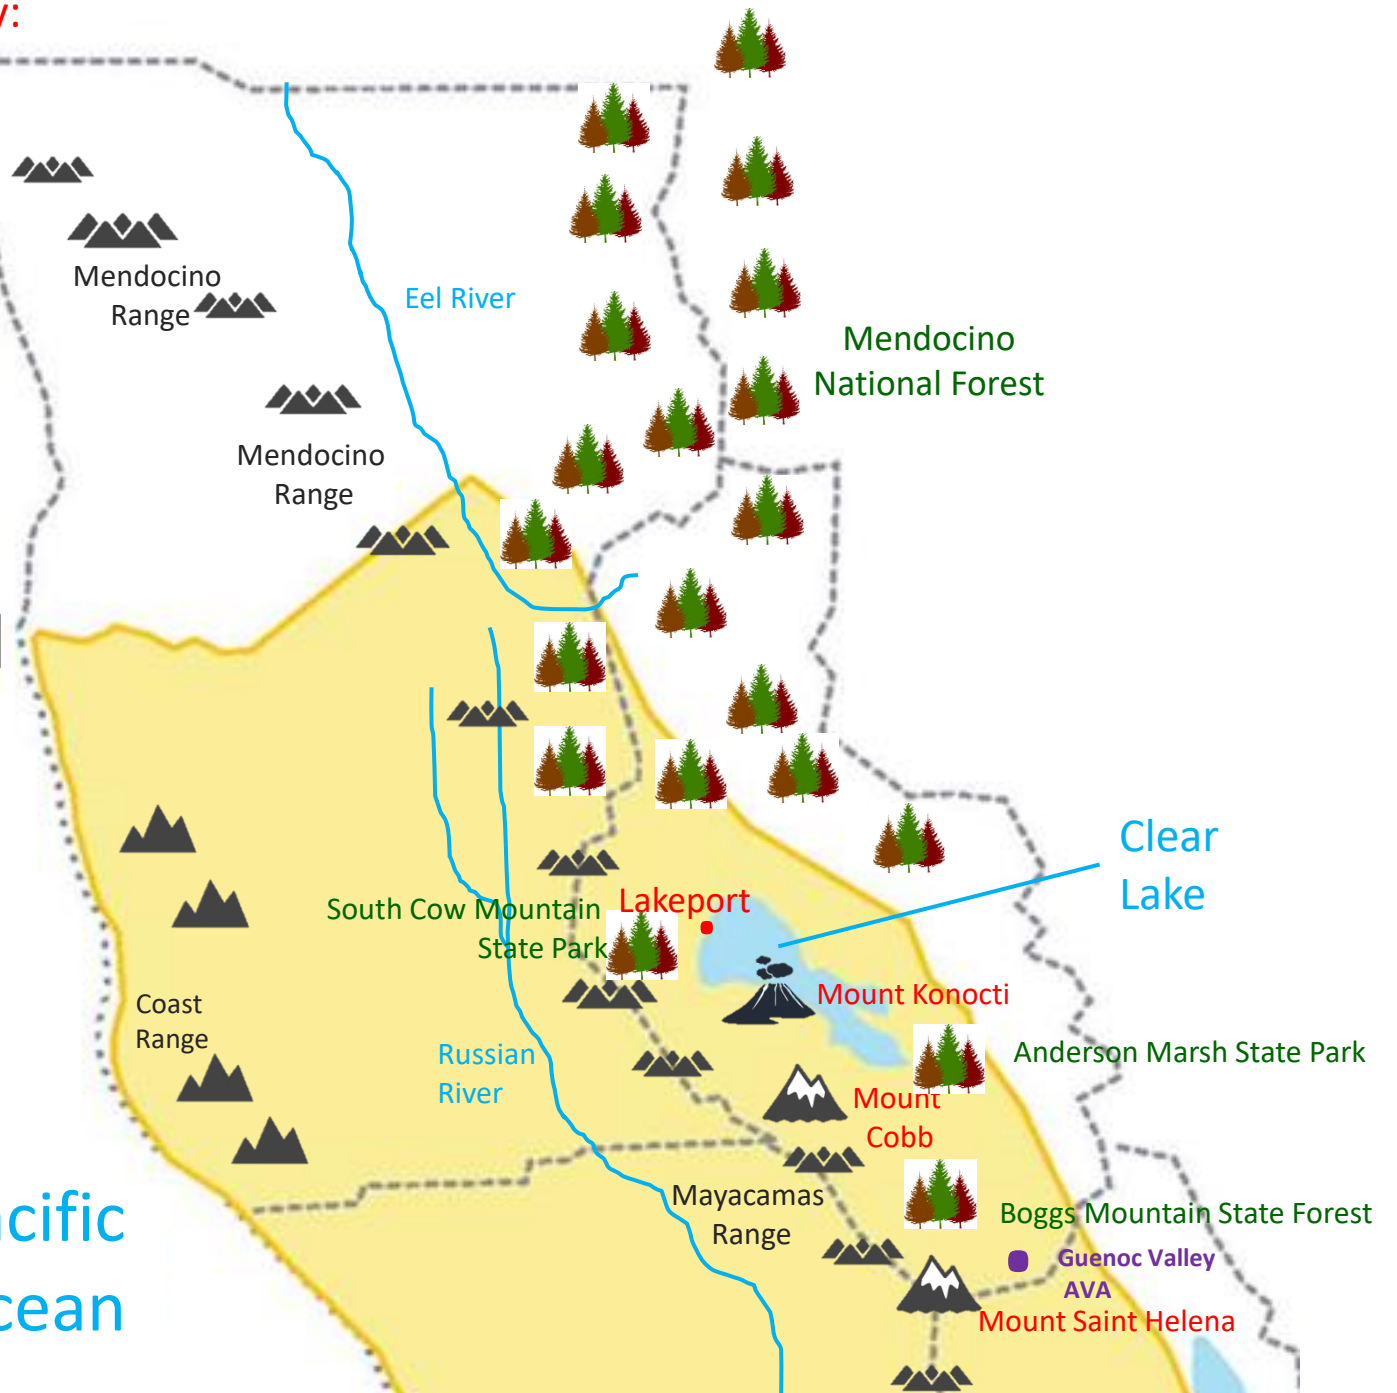 Mendocino
Range
Eel River
Mendocino
National Forest
Mendocino
Range
Clear
Lake
Lakeport
South Cow Mountain
State Park
Mount Konocti
Coast
Range
Russian
River
Anderson Marsh State Park
Mount
Cobb
Mayacamas
Range
Boggs Mountain State Forest
Guenoc Valley
AVA
Mount Saint Helena